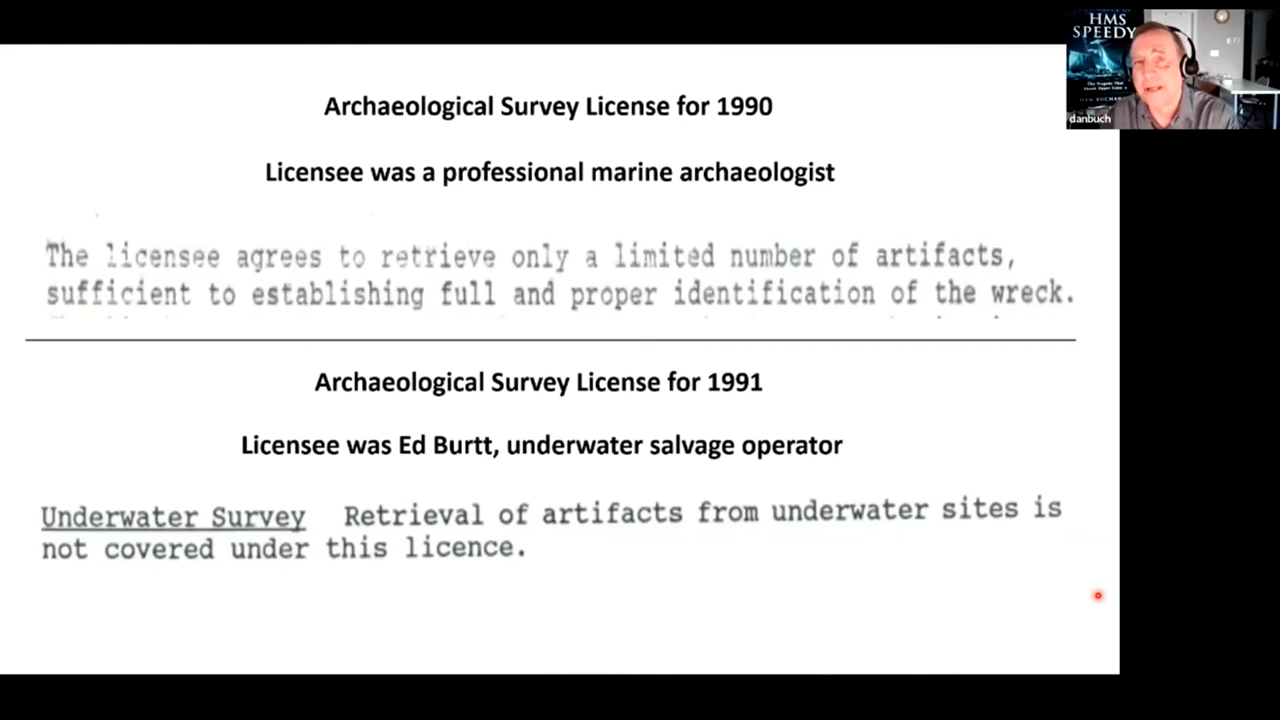 HMS
SPEEDY
danbuch
Archaeological Survey License for 1990
Licensee was a professional marine archaeologist
The licensee agrees to retrieve only a limited number of artifacts,
sufficient to establishing full and proper identification of the wreck.
Archaeological Survey License for 1991
Licensee was Ed Burtt, underwater salvage operator
Underwater Survey Retrieval of artifacts from underwater sites is
not covered under this licence.